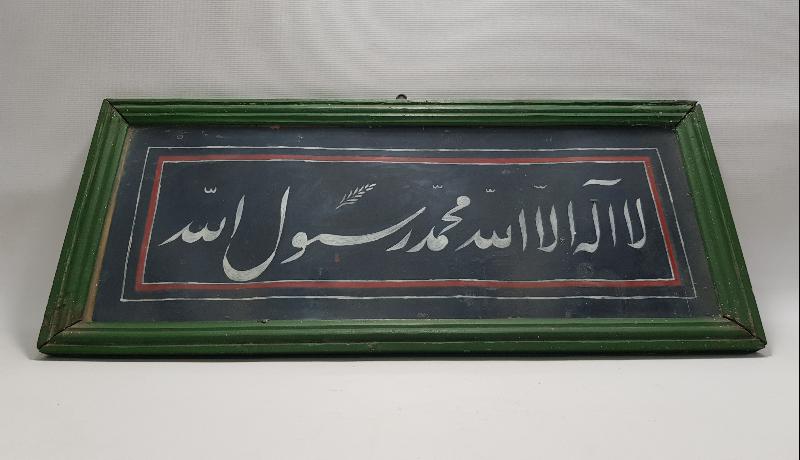 لا اله الا الله محمد رسول الله